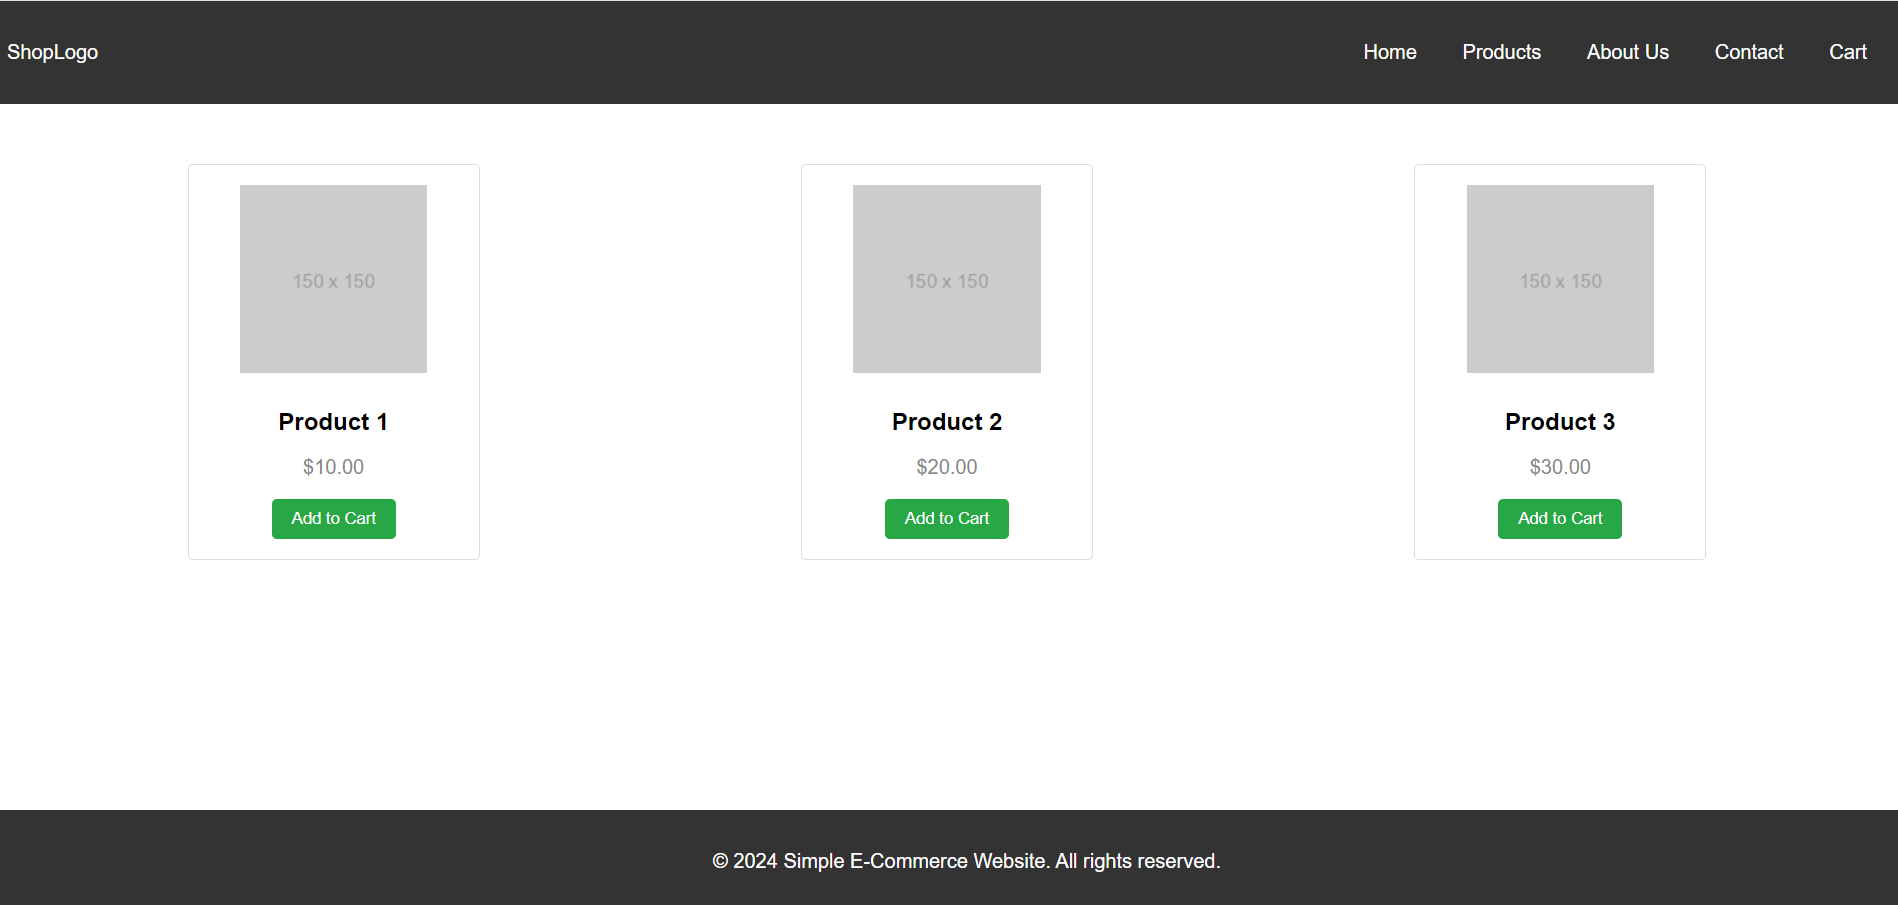 ShopLogo
Home Products About Us Contact Cart
150 x 150
Product 1
$10.00
Add to Cart
150 x 150
Product 2
$20.00
Add to Cart
150 x 150
Product 3
$30.00
Add to Cart
© 2024 Simple E-Commerce Website. All rights reserved.